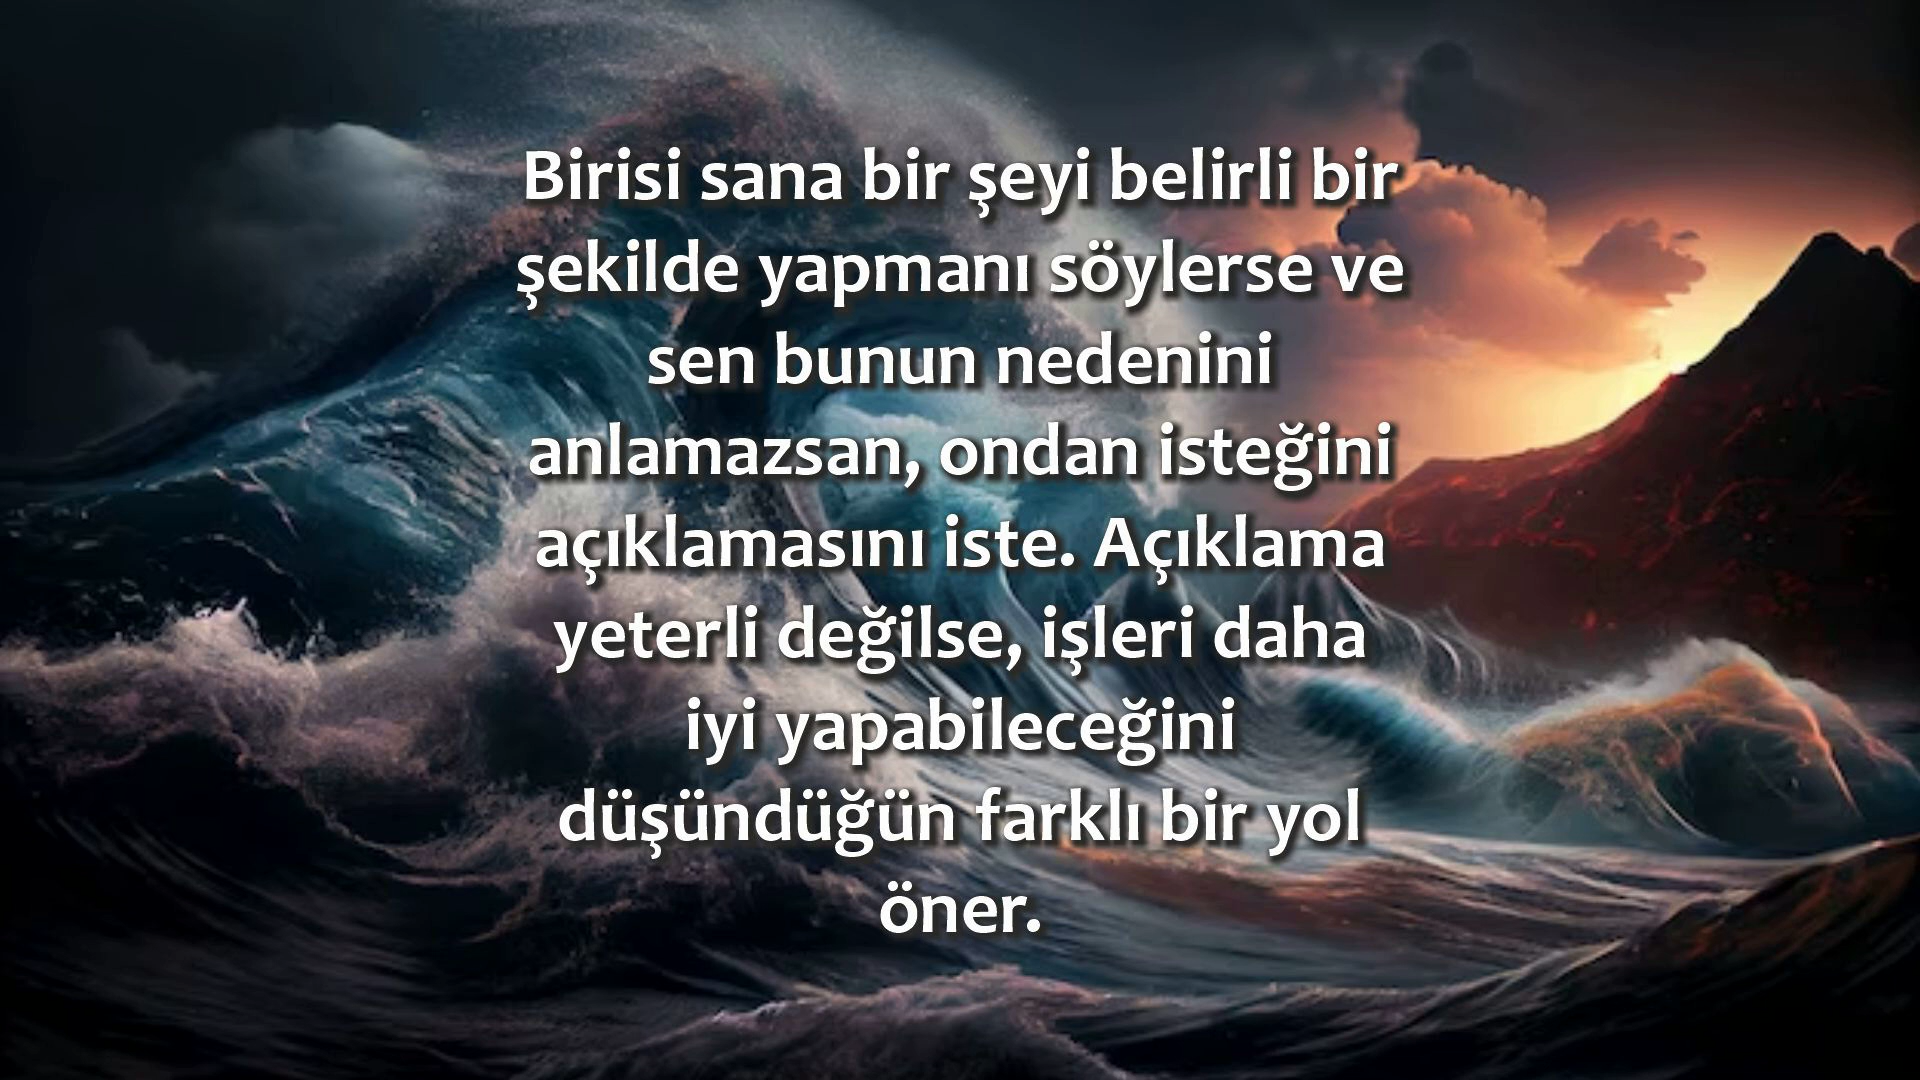 Birisi sana bir şeyi belirli bir
şekilde yapmanı söylerse ve
sen bunun nedenini
anlamazsan, ondan isteğini
açıklamasını iste. Açıklama
yeterli değilse, işleri daha
iyi yapabileceğini
düşündüğün farklı bir yol
öner.